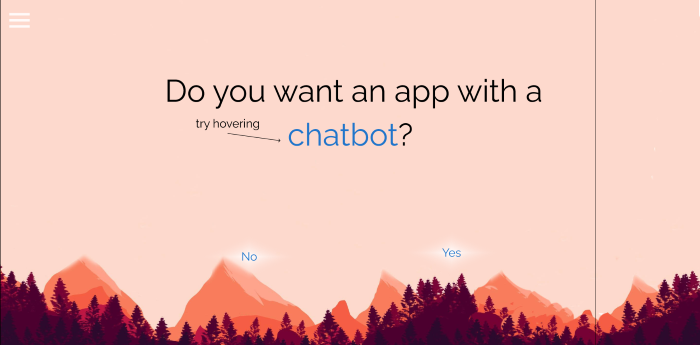 Do you want an app with a
try hovering
chatbot?
No
Yes